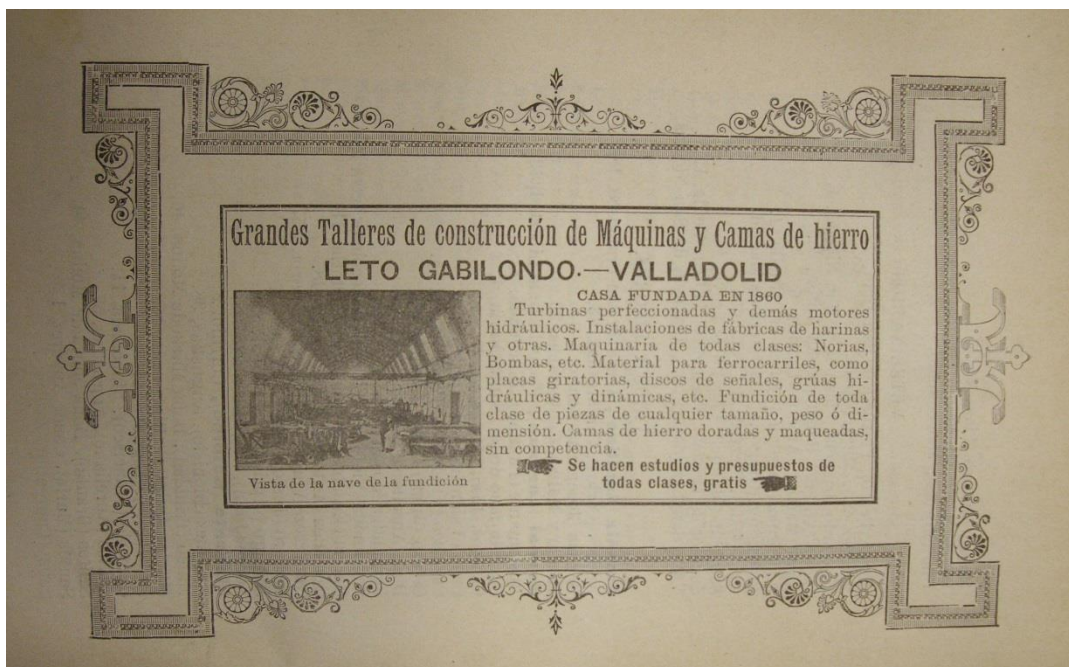 Grandes Talleres de construcción de Máquinas y Camas de hierro
LETO GABILONDO.—VALLADOLID
CASA FUNDADA EN 1860
Turbinas perfeccionadas y demás motores
hidráulicos. Instalaciones de fábricas de harinas
y otras. Maquinaria de todas clases: Norias,
Bombas, etc. Material para ferrocarriles, como
placas giratorias, discos de señales, grúas hi-
dráulicas y dinámicas, etc. Fundición de toda
clase de piezas de cualquier tamaño, peso ó di-
mensión. Camas de hierro doradas y maqueadas,
sin competencia.
Se hacen estudios y presupuestos de
todas clases, gratis
Vista de la nave de la fundición